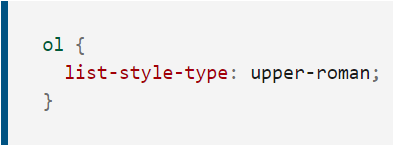 ol {
  list-style-type: upper-roman;
}